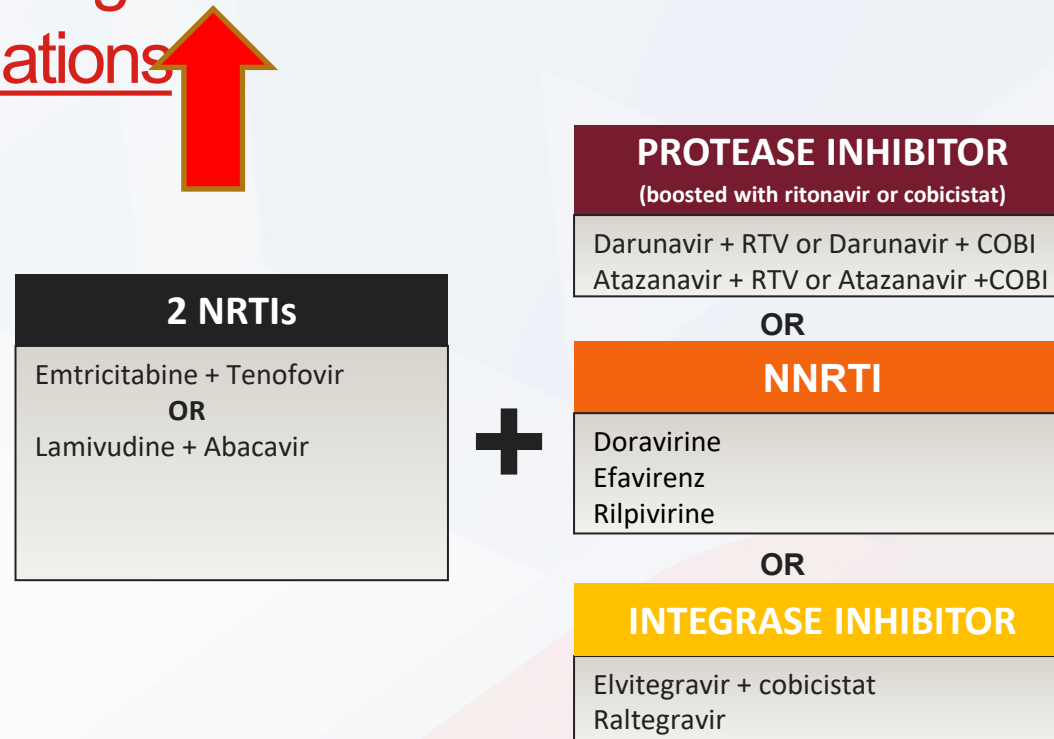 ations
2 NRTIs
Emtricitabine + Tenofovir
OR
Lamivudine + Abacavir
+
PROTEASE INHIBITOR
(boosted with ritonavir or cobicistat)
Darunavir + RTV or Darunavir + COBI
Atazanavir + RTV or Atazanavir +COBI
OR
NNRTI
Doravirine
Efavirenz
Rilpivirine
OR
INTEGRASE INHIBITOR
Elvitegravir + cobicistat
Raltegravir